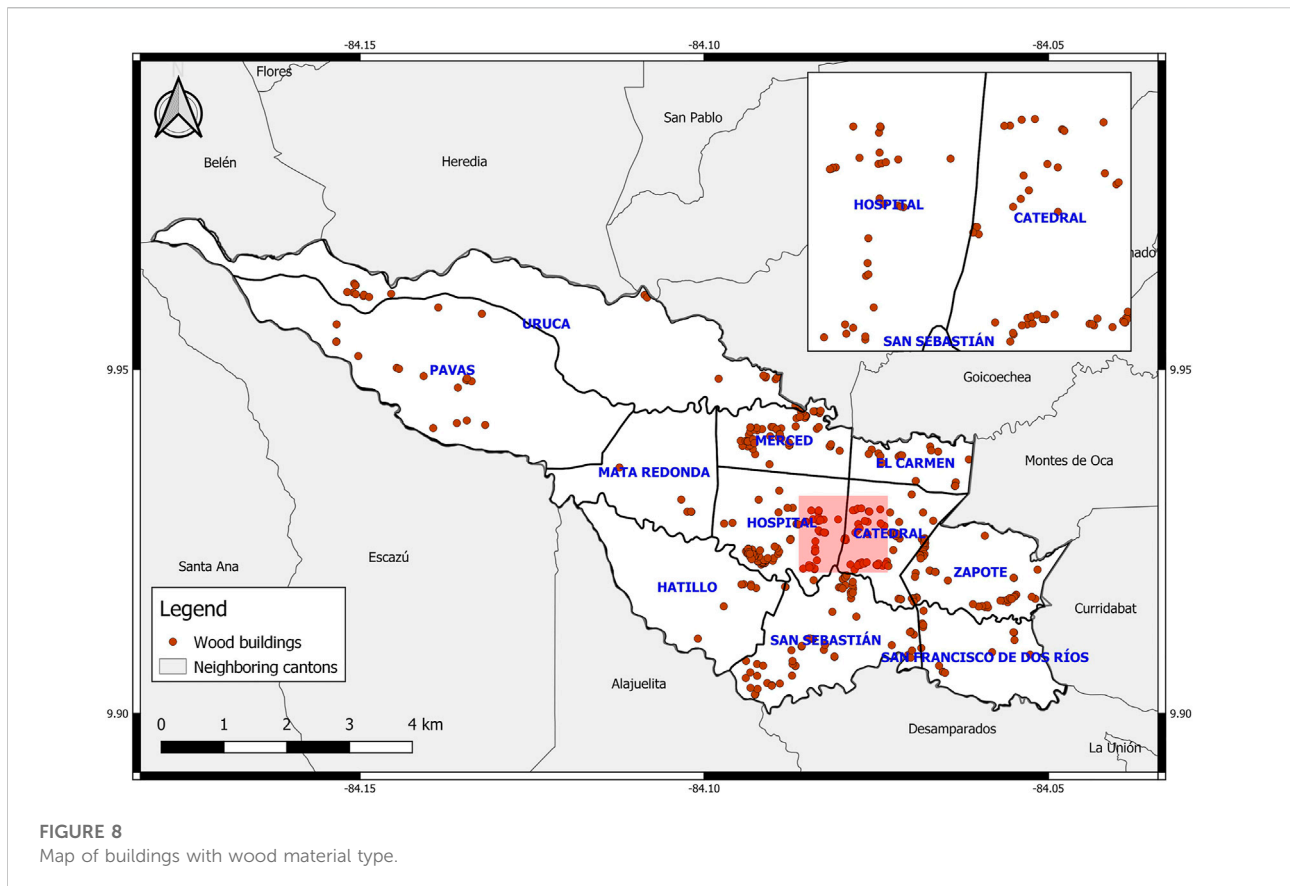 -84.15
-84.10
-84.05
N
Flores
San Pablo
Belén
Heredia
HOSPITAL
CATEDRAL
nado
URUCA
SAN SEBASTIÁN
9.95
PAVAS
9.95
Goicoechea
MERCED
EL CARMEN
Montes de Oca
MATA REDONDA
HOSPITAL
CATEDRAL
Escazú
Santa Ana
ZAPOTE
HATILLO
Curridabat
Legend
Wood buildings
Neighboring cantons
SAN SEBASTIÁN
SAN FRANCISCO DE DOS RÍOS
Alajuelita
9.90
9.90
0 1 2 3 4 km
Desamparados
La Unión
-84.15
-84.10
-84.05
FIGURE 8
Map of buildings with wood material type.